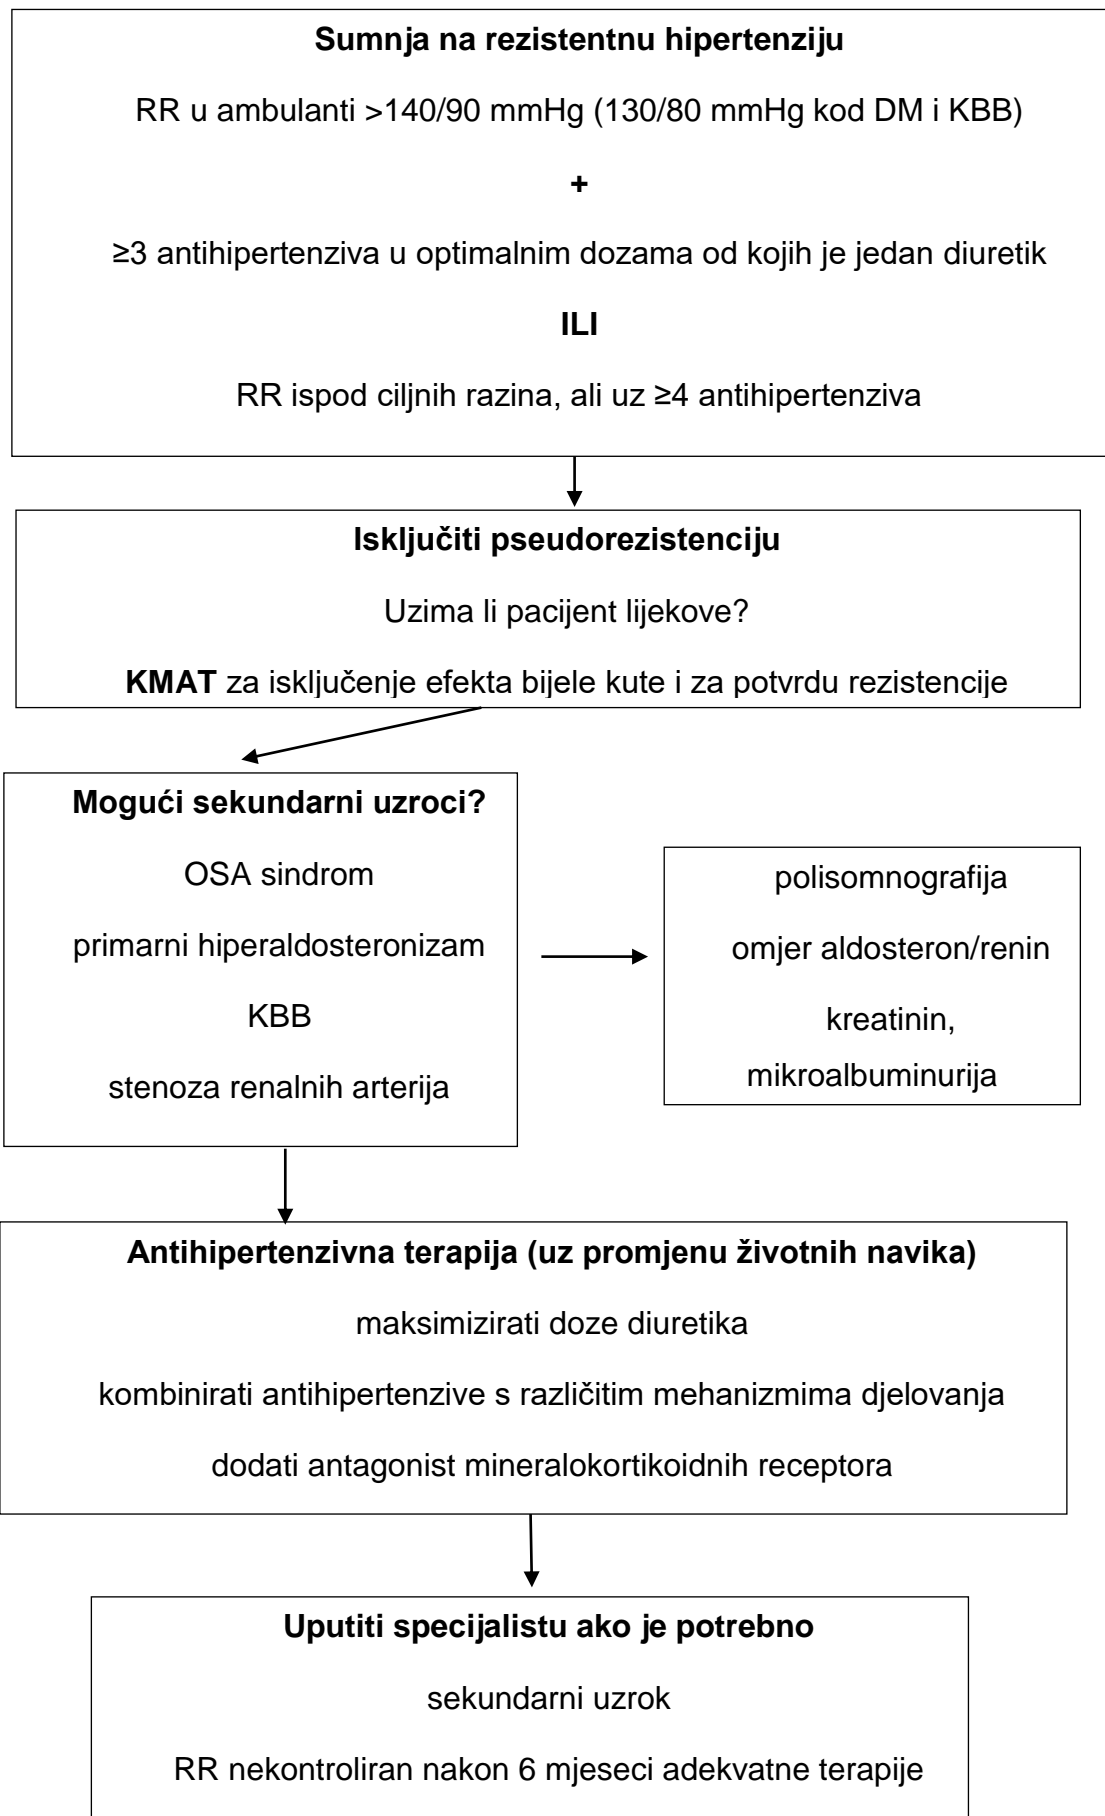 Sumnja na rezistentnu hipertenziju
RR u ambulanti >140/90 mmHg (130/80 mmHg kod DM i KBB)
+
≥3 antihipertenziva u optimalnim dozama od kojih je jedan diuretik
ILI
RR ispod ciljnih razina, ali uz ≥4 antihipertenziva
Isključiti pseudorezistenciju
Uzima li pacijent lijekove?
KMAT za isključenje efekta bijele kute i za potvrdu rezistencije
Mogući sekundarni uzroci?
OSA sindrom
primarni hiperaldosteronizam
KBB
stenoza renalnih arterija
polisomnografija
omjer aldosteron/renin
kreatinin,
mikroalbuminurija
Antihipertenzivna terapija (uz promjenu životnih navika)
maksimizirati doze diuretika
kombinirati antihipertenzive s različitim mehanizmima djelovanja
dodati antagonist mineralokortikoidnih receptora
Uputiti specijalistu ako je potrebno
sekundarni uzrok
RR nekontroliran nakon 6 mjeseci adekvatne terapije